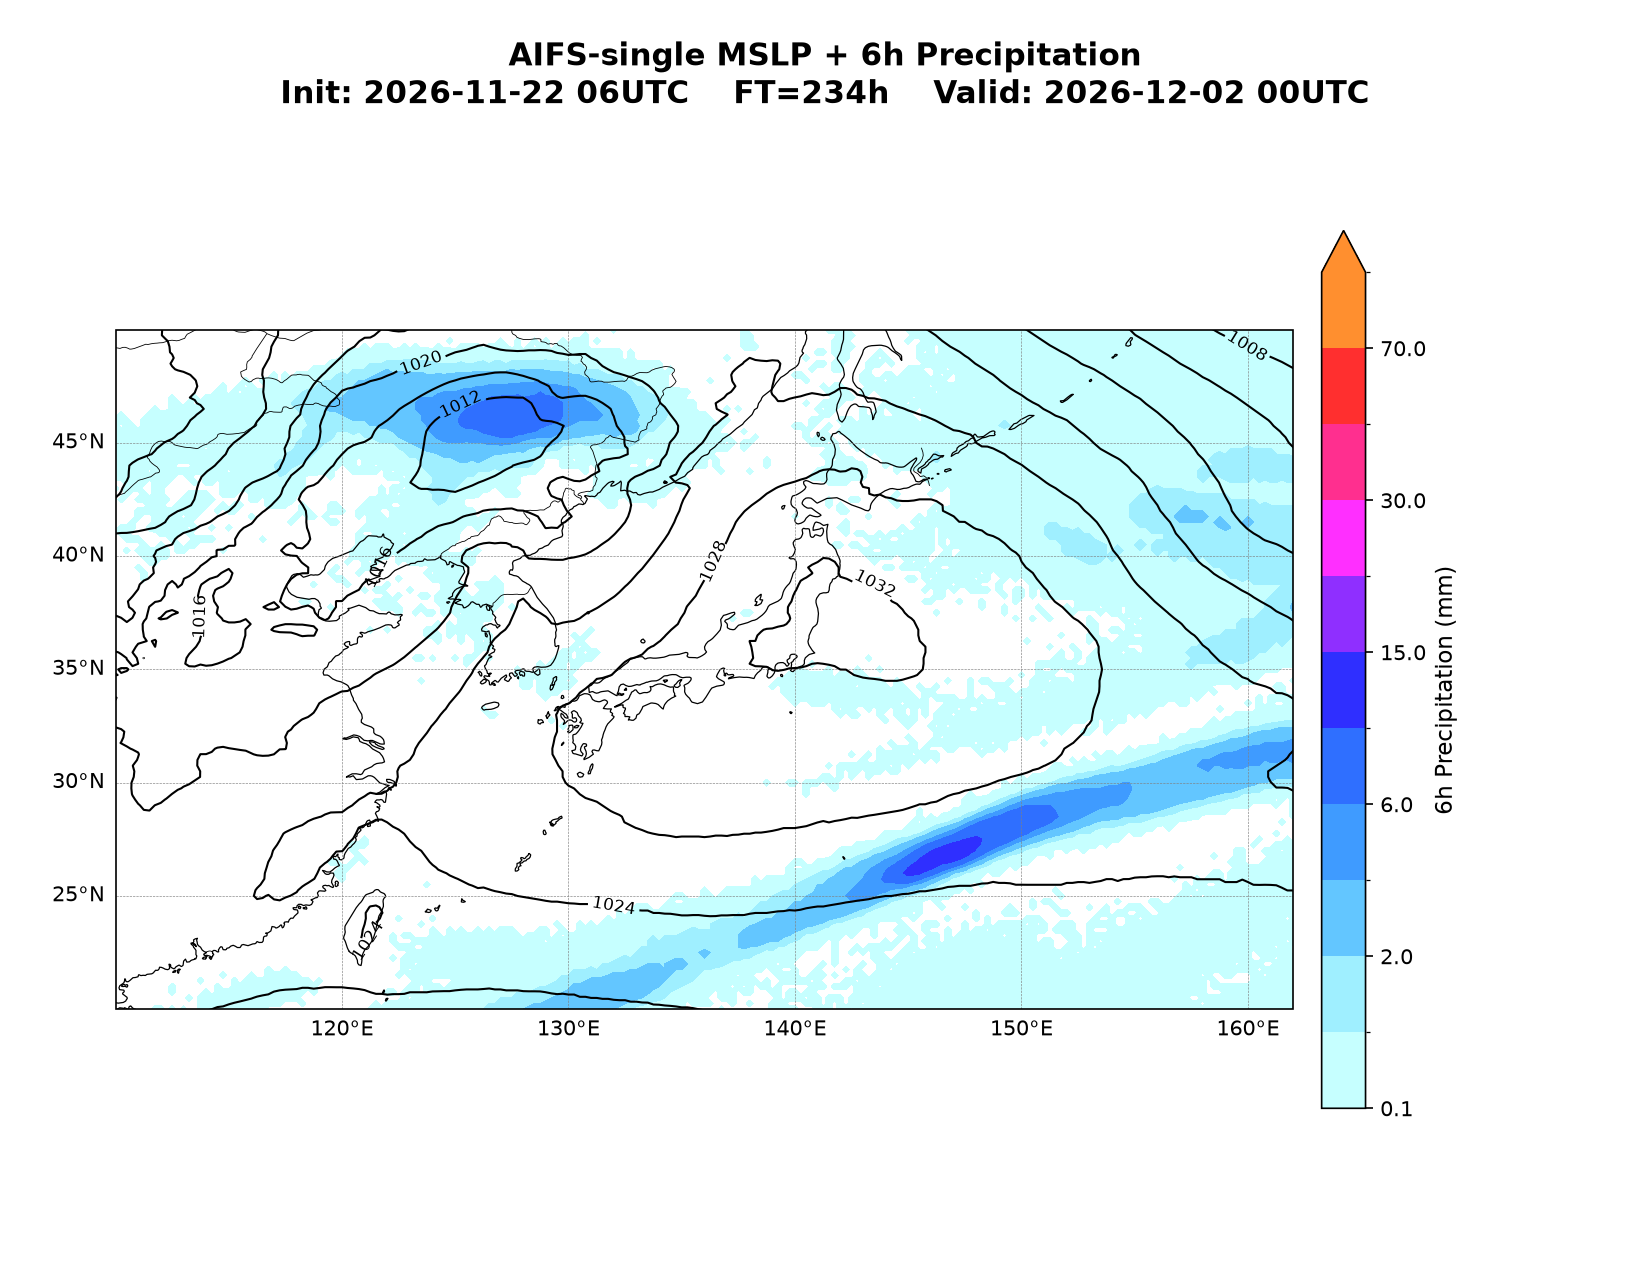 AIFS-single MSLP + 6h Precipitation
Init: 2026-11-22 06UTC    FT=234h    Valid: 2026-12-02 00UTC
1008
1020
1012
1016
1016
1028
1032
1024
1024
45°N
40°N
35°N
30°N
25°N
120°E
130°E
140°E
150°E
160°E
70.0
30.0
15.0
6.0
2.0
0.1
6h Precipitation (mm)